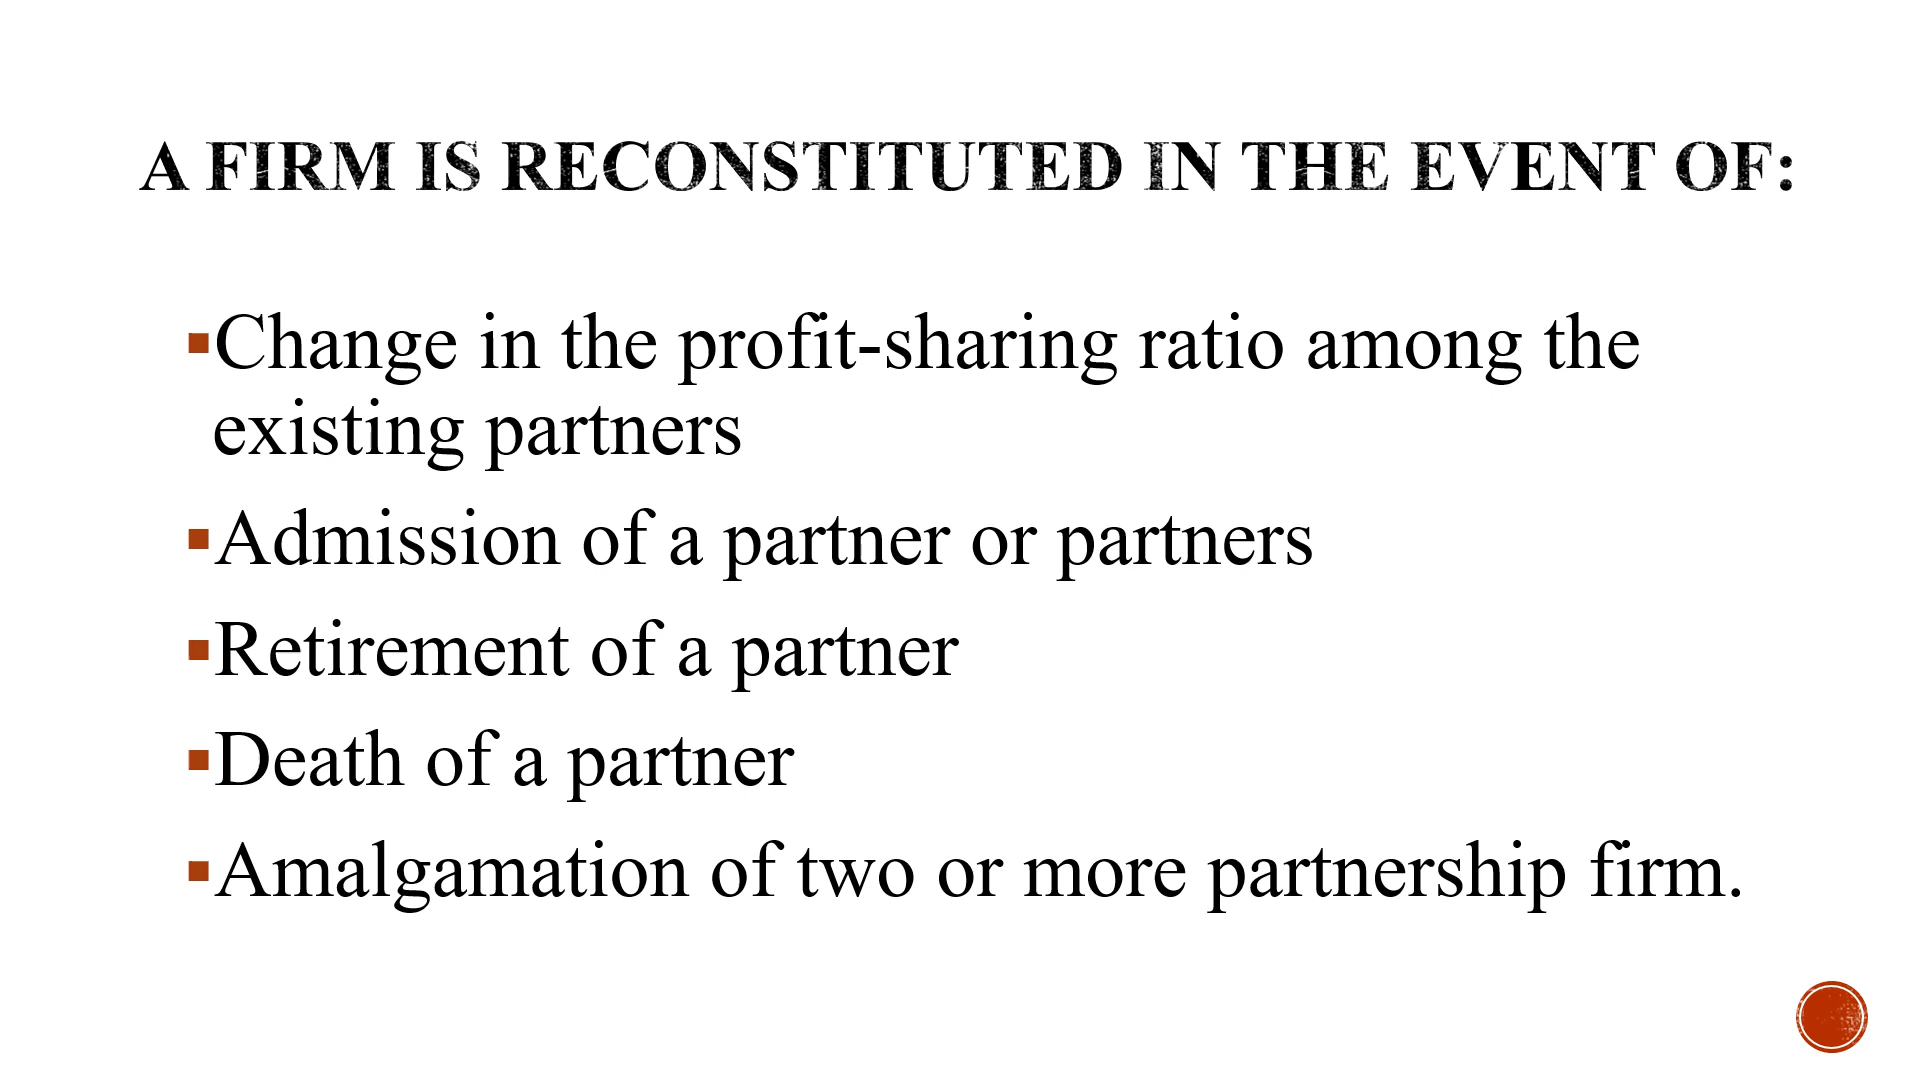 A FIRM IS RECONSTITUTED IN THE EVENT OF:
▪Change in the profit-sharing ratio among the
existing partners
▪Admission of a partner or partners
▪Retirement of a partner
▪Death of a partner
▪Amalgamation of two or more partnership firm.